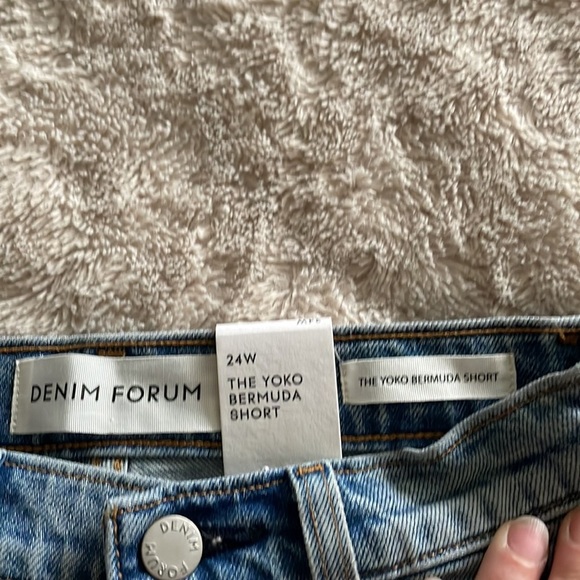 DENIM FORUM
24W
THE YOKO
BERMUDA
SHORT
THE YOKO BERMUDA SHORT
DENIM
FORUM